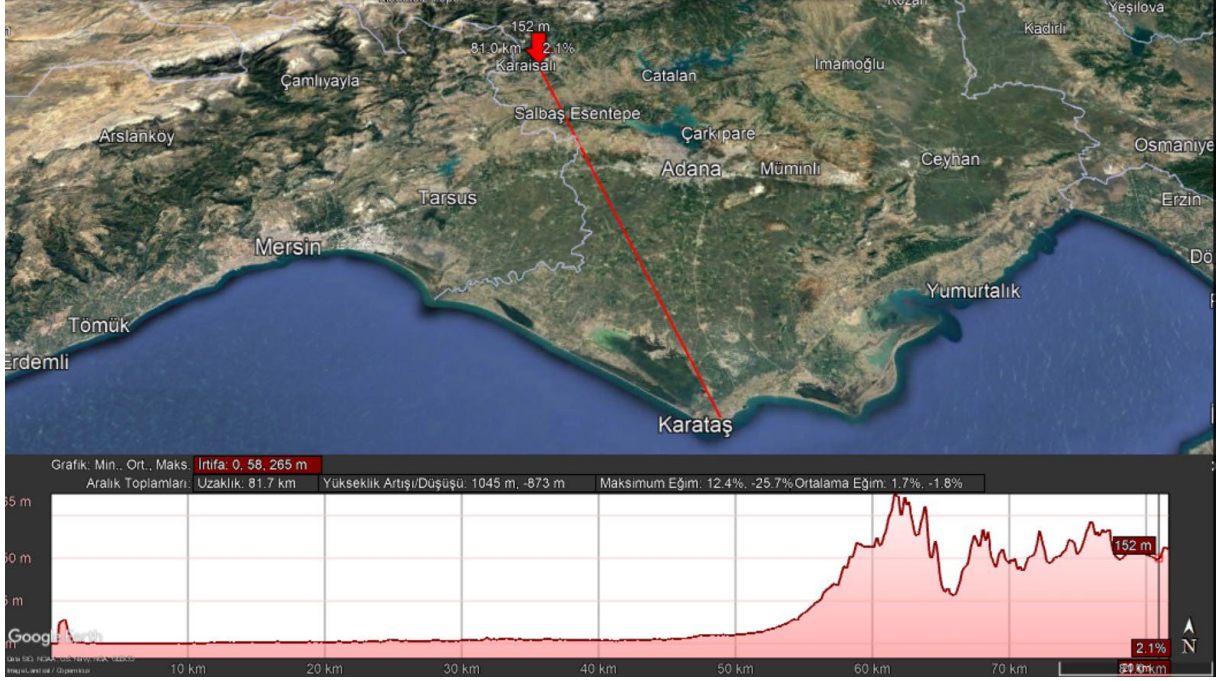 Kozan
Yeşilova
152 m
Kadirli
81.0 km 2.1%
Karaisalı
Çamlıyayla
Catalan
Imamoğlu
Salbaş Esentepe
Arslanköy
Çarkıpare
Osmaniye
Adana
Müminli
Ceyhan
Tarsus
Erzin
Mersin
Dö
Yumurtalık
Tömük
Erdemli
Karataş
Grafik: Min., Ort., Maks. İrtifa: 0, 58, 265 m
Aralık Toplamları: Uzaklık: 81.7 km Yükseklik Artışı/Düşüşü: 1045 m, -873 m Maksimum Eğim: 12.4%, -25.7% Ortalama Eğim: 1.7%, -1.8%
152 m
Google Earth
N
2.1%
10 km 20 km 30 km 40 km 50 km 60 km 70 km